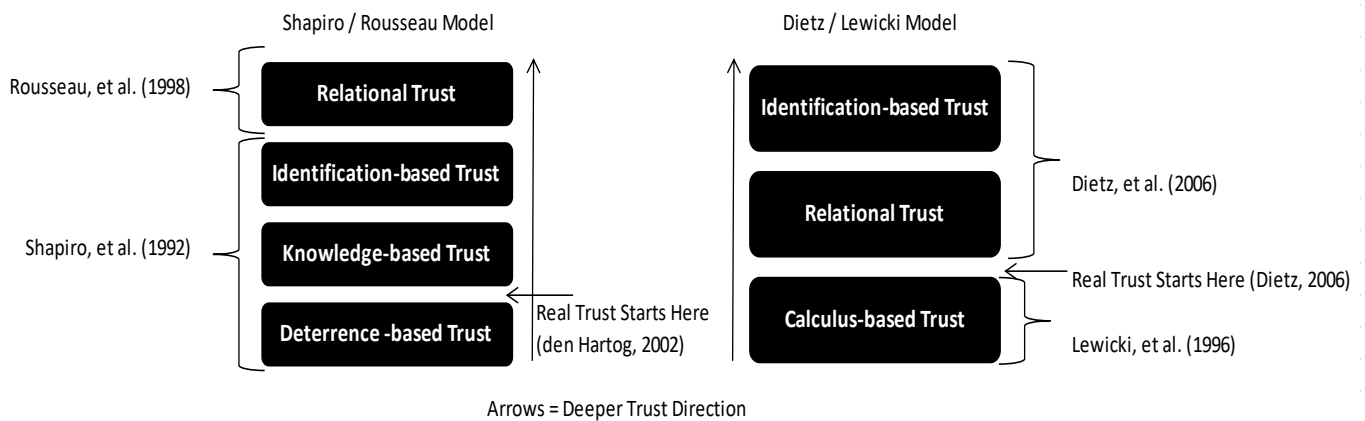 Shapiro / Rousseau Model
Rousseau, et al. (1998)
Relational Trust
Identification-based Trust
Shapiro, et al. (1992)
Knowledge-based Trust
Deterrence -based Trust
Real Trust Starts Here
(den Hartog, 2002)
Dietz / Lewicki Model
Identification-based Trust
Dietz, et al. (2006)
Relational Trust
Real Trust Starts Here (Dietz, 2006)
Calculus-based Trust
Lewicki, et al. (1996)
Arrows = Deeper Trust Direction